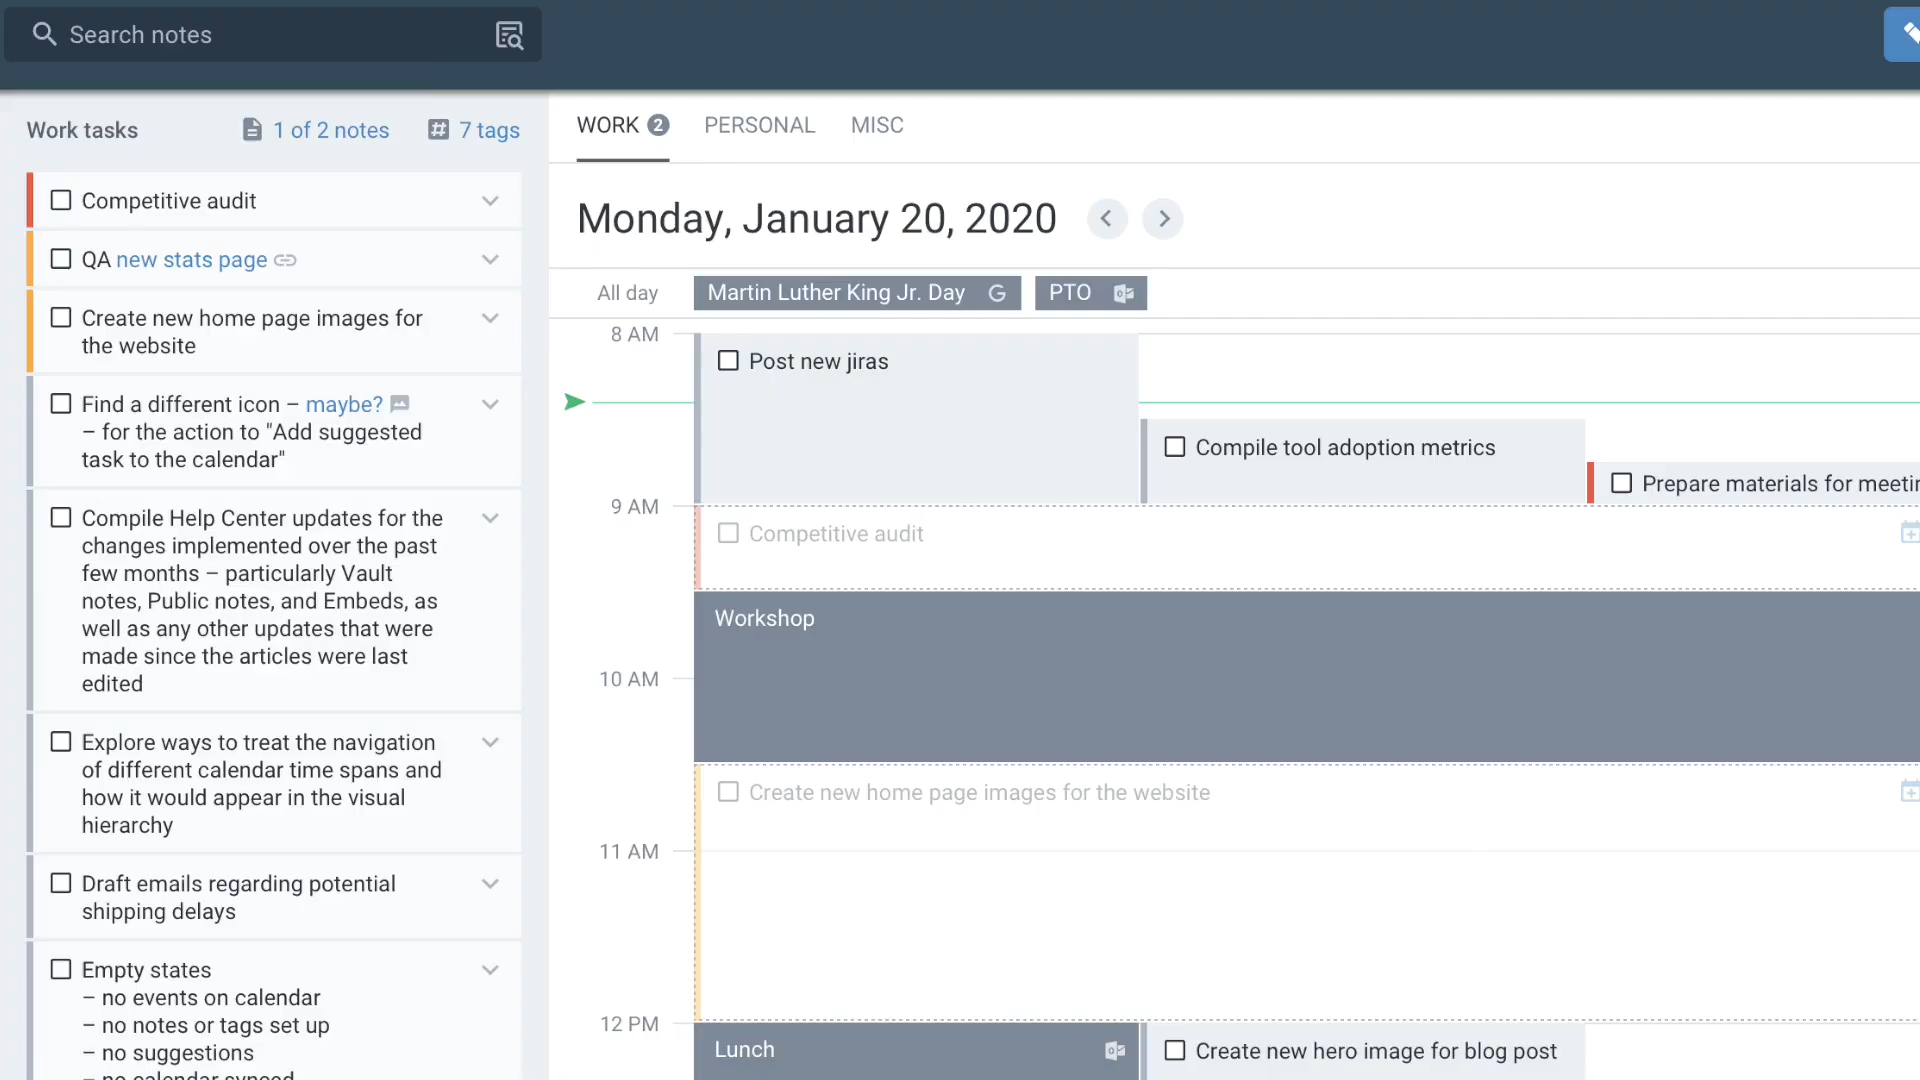 Search notes
Work tasks
1 of 2 notes
7 tags
Competitive audit
QA new stats page
Create new home page images for
the website
Find a different icon – maybe?
– for the action to "Add suggested
task to the calendar"
Compile Help Center updates for the
changes implemented over the past
few months – particularly Vault
notes, Public notes, and Embeds, as
well as any other updates that were
made since the articles were last
edited
Explore ways to treat the navigation
of different calendar time spans and
how it would appear in the visual
hierarchy
Draft emails regarding potential
shipping delays
Empty states
– no events on calendar
– no notes or tags set up
– no suggestions
– no calendar synced
WORK 2
PERSONAL
MISC
Monday, January 20, 2020
All day
Martin Luther King Jr. Day G
PTO
8 AM
Post new jiras
Compile tool adoption metrics
Prepare materials for
9 AM
Competitive audit
Workshop
10 AM
Create new home page images for the website
11 AM
12 PM
Lunch
Create new hero image for blog post